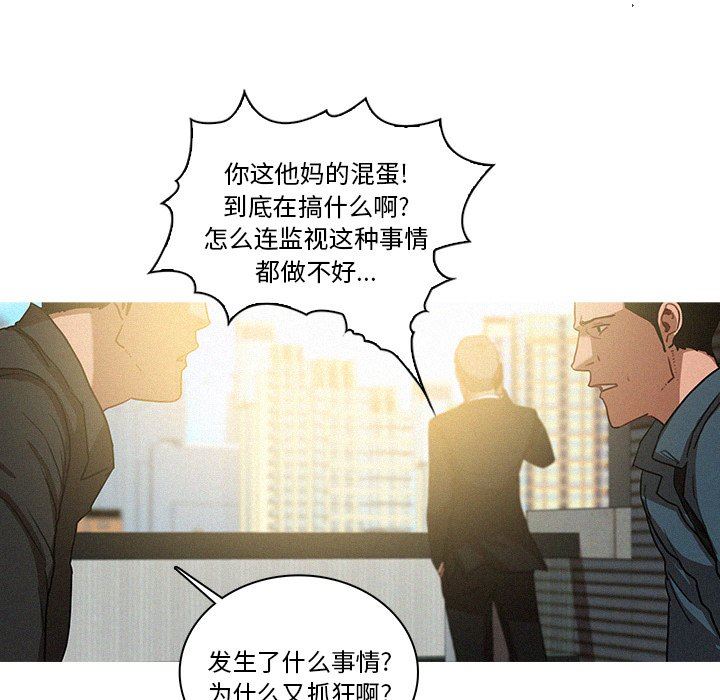 你这他妈的混蛋!
到底在搞什么啊?
怎么连监视这种事情
都做不好...
发生了什么事情?
为什么又抓狂啊?